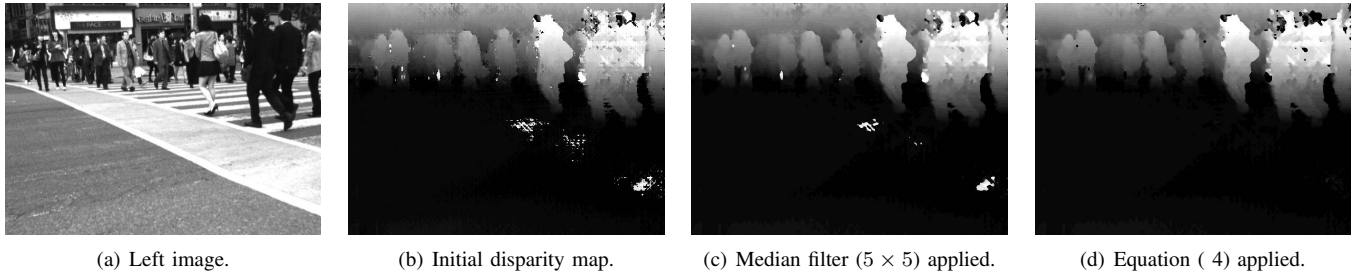 (a) Left image.
(b) Initial disparity map.
(c) Median filter (5 × 5) applied.
(d) Equation ( 4) applied.